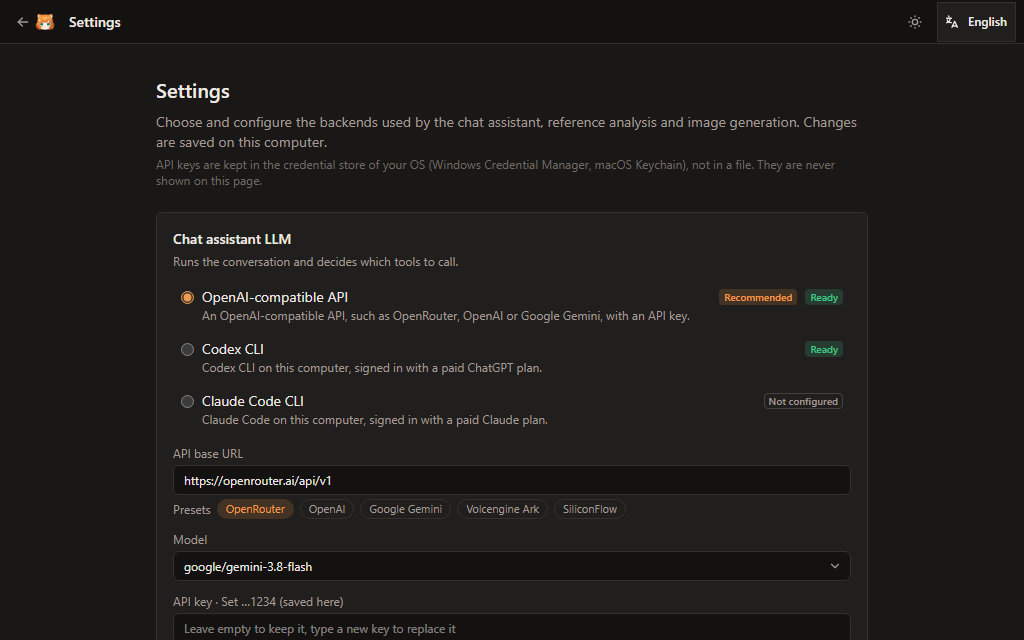 Settings
English
Settings
Choose and configure the backends used by the chat assistant, reference analysis and image generation. Changes
are saved on this computer.
API keys are kept in the credential store of your OS (Windows Credential Manager, macOS Keychain), not in a file. They are never
shown on this page.
Chat assistant LLM
Runs the conversation and decides which tools to call.
OpenAI-compatible API Recommended Ready
An OpenAI-compatible API, such as OpenRouter, OpenAI or Google Gemini, with an API key.
Codex CLI Ready
Codex CLI on this computer, signed in with a paid ChatGPT plan.
Claude Code CLI Not configured
Claude Code on this computer, signed in with a paid Claude plan.
API base URL
https://openrouter.ai/api/v1
Presets OpenRouter OpenAI Google Gemini Volcengine Ark SiliconFlow
Model
google/gemini-3.8-flash
API key · Set ...1234 (saved here)
Leave empty to keep it, type a new key to replace it